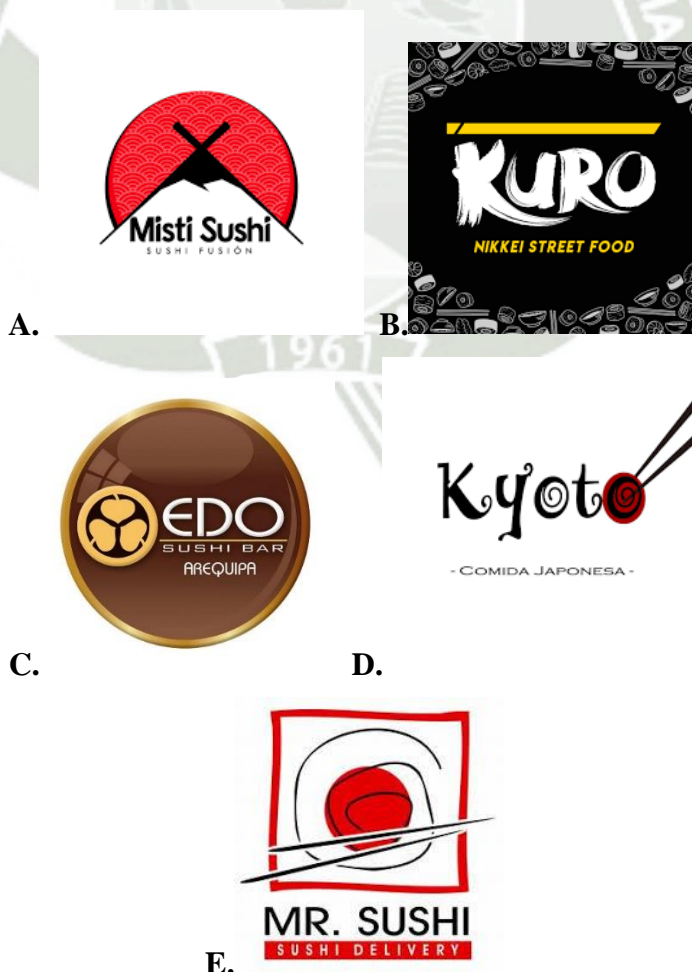 Misti Sushi
SUSHI FUSIÓN
A.
KURO
NIKKEI STREET FOOD
B.
1961
EDO
SUSHI BAR
AREQUIPA
C.
Kyoto
- COMIDA JAPONESA -
D.
MR. SUSHI
SUSHI DELIVERY
E.